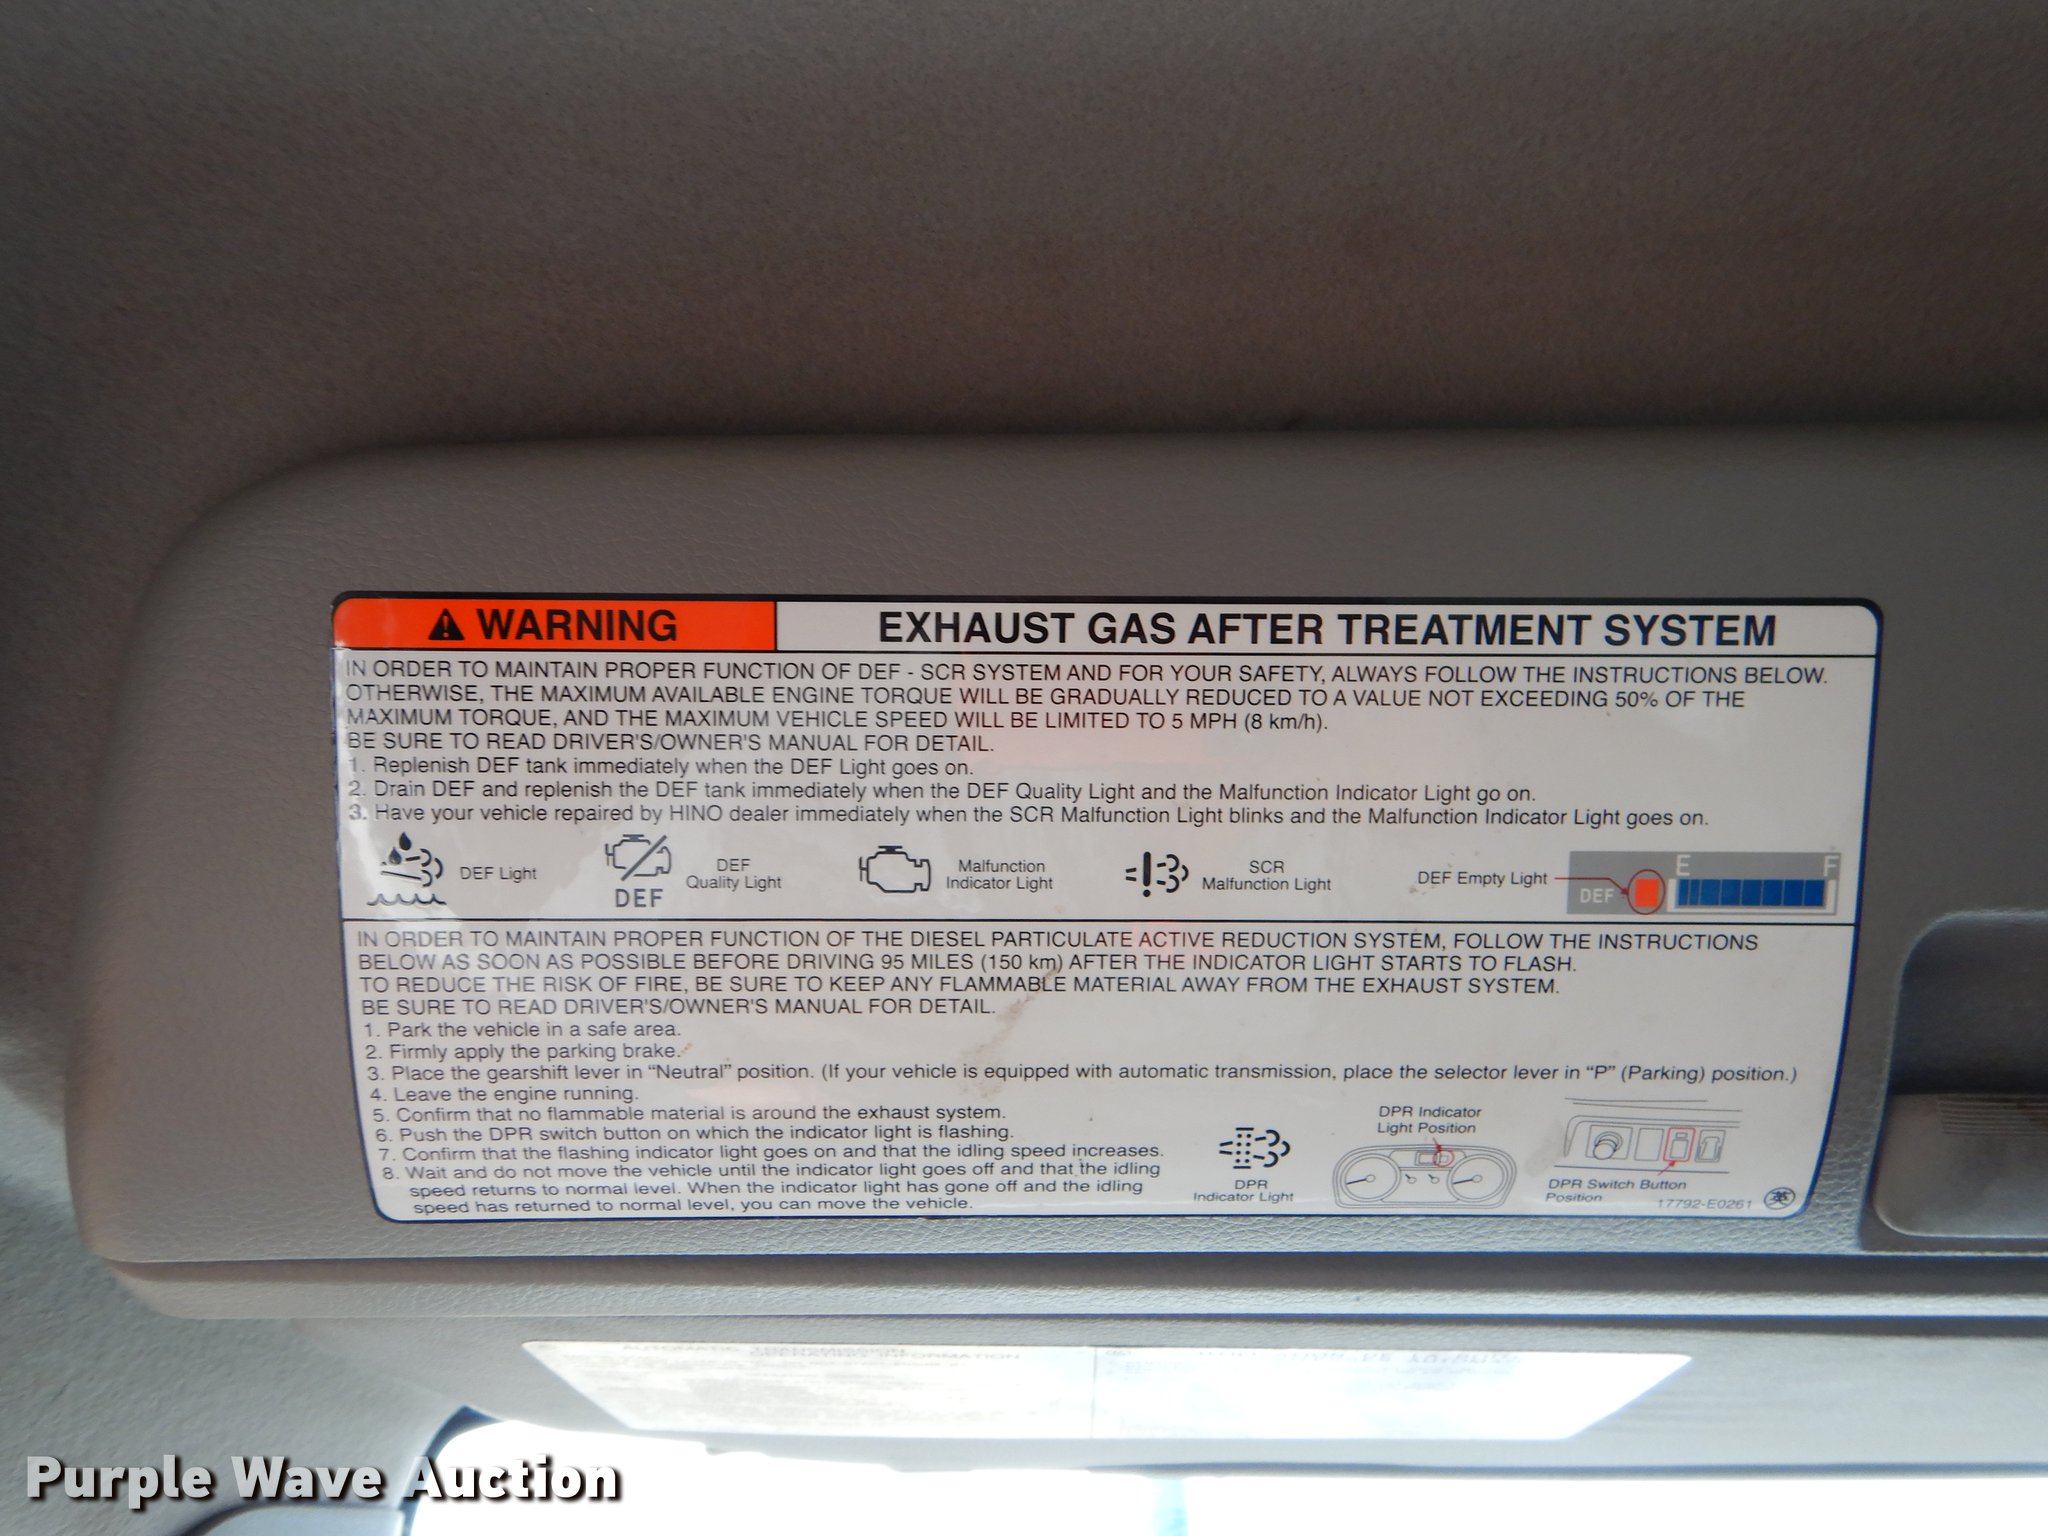 WARNING
EXHAUST GAS AFTER TREATMENT SYSTEM
IN ORDER TO MAINTAIN PROPER FUNCTION OF DEF - SCR SYSTEM AND FOR YOUR SAFETY, ALWAYS FOLLOW THE INSTRUCTIONS BELOW.
OTHERWISE, THE MAXIMUM AVAILABLE ENGINE TORQUE WILL BE GRADUALLY REDUCED TO A VALUE NOT EXCEEDING 50% OF THE
MAXIMUM TORQUE, AND THE MAXIMUM VEHICLE SPEED WILL BE LIMITED TO 5 MPH (8 km/h).
BE SURE TO READ DRIVER'S/OWNER'S MANUAL FOR DETAIL.
1. Replenish DEF tank immediately when the DEF Light goes on.
2. Drain DEF and replenish the DEF tank immediately when the DEF Quality Light and the Malfunction Indicator Light go on.
3. Have your vehicle repaired by HINO dealer immediately when the SCR Malfunction Light blinks and the Malfunction Indicator Light goes on.
DEF Light
DEF
DEF
Quality Light
Malfunction
Indicator Light
SCR
Malfunction Light
DEF Empty Light
DEF
E F
IN ORDER TO MAINTAIN PROPER FUNCTION OF THE DIESEL PARTICULATE ACTIVE REDUCTION SYSTEM, FOLLOW THE INSTRUCTIONS
BELOW AS SOON AS POSSIBLE BEFORE DRIVING 95 MILES (150 km) AFTER THE INDICATOR LIGHT STARTS TO FLASH.
TO REDUCE THE RISK OF FIRE, BE SURE TO KEEP ANY FLAMMABLE MATERIAL AWAY FROM THE EXHAUST SYSTEM.
BE SURE TO READ DRIVER'S/OWNER'S MANUAL FOR DETAIL.
1. Park the vehicle in a safe area.
2. Firmly apply the parking brake.
3. Place the gearshift lever in “Neutral” position. (If your vehicle is equipped with automatic transmission, place the selector lever in “P” (Parking) position.)
4. Leave the engine running.
5. Confirm that no flammable material is around the exhaust system.
6. Push the DPR switch button on which the indicator light is flashing.
7. Confirm that the flashing indicator light goes on and that the idling speed increases.
8. Wait and do not move the vehicle until the indicator light goes off and that the idling
speed returns to normal level. When the indicator light has gone off and the idling
speed has returned to normal level, you can move the vehicle.
DPR
Indicator Light
DPR Indicator
Light Position
DPR Switch Button
Position
17792-E0261
Purple Wave Auction